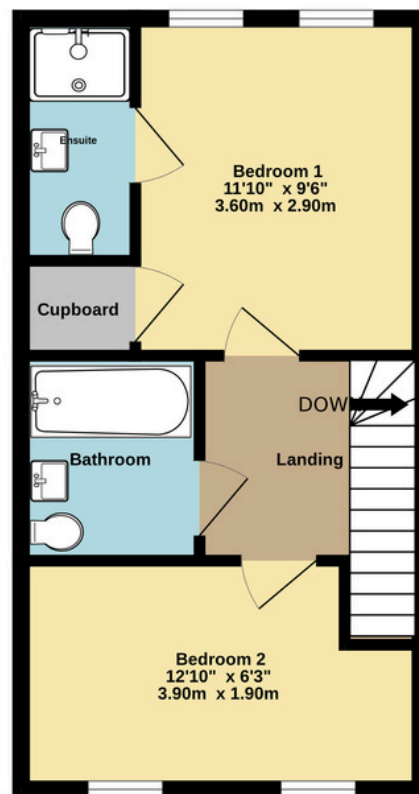 Ensuite
Bedroom 1
11'10" x 9'6"
3.60m x 2.90m
Cupboard
DOW
Bathroom
Landing
Bedroom 2
12'10" x 6'3"
3.90m x 1.90m